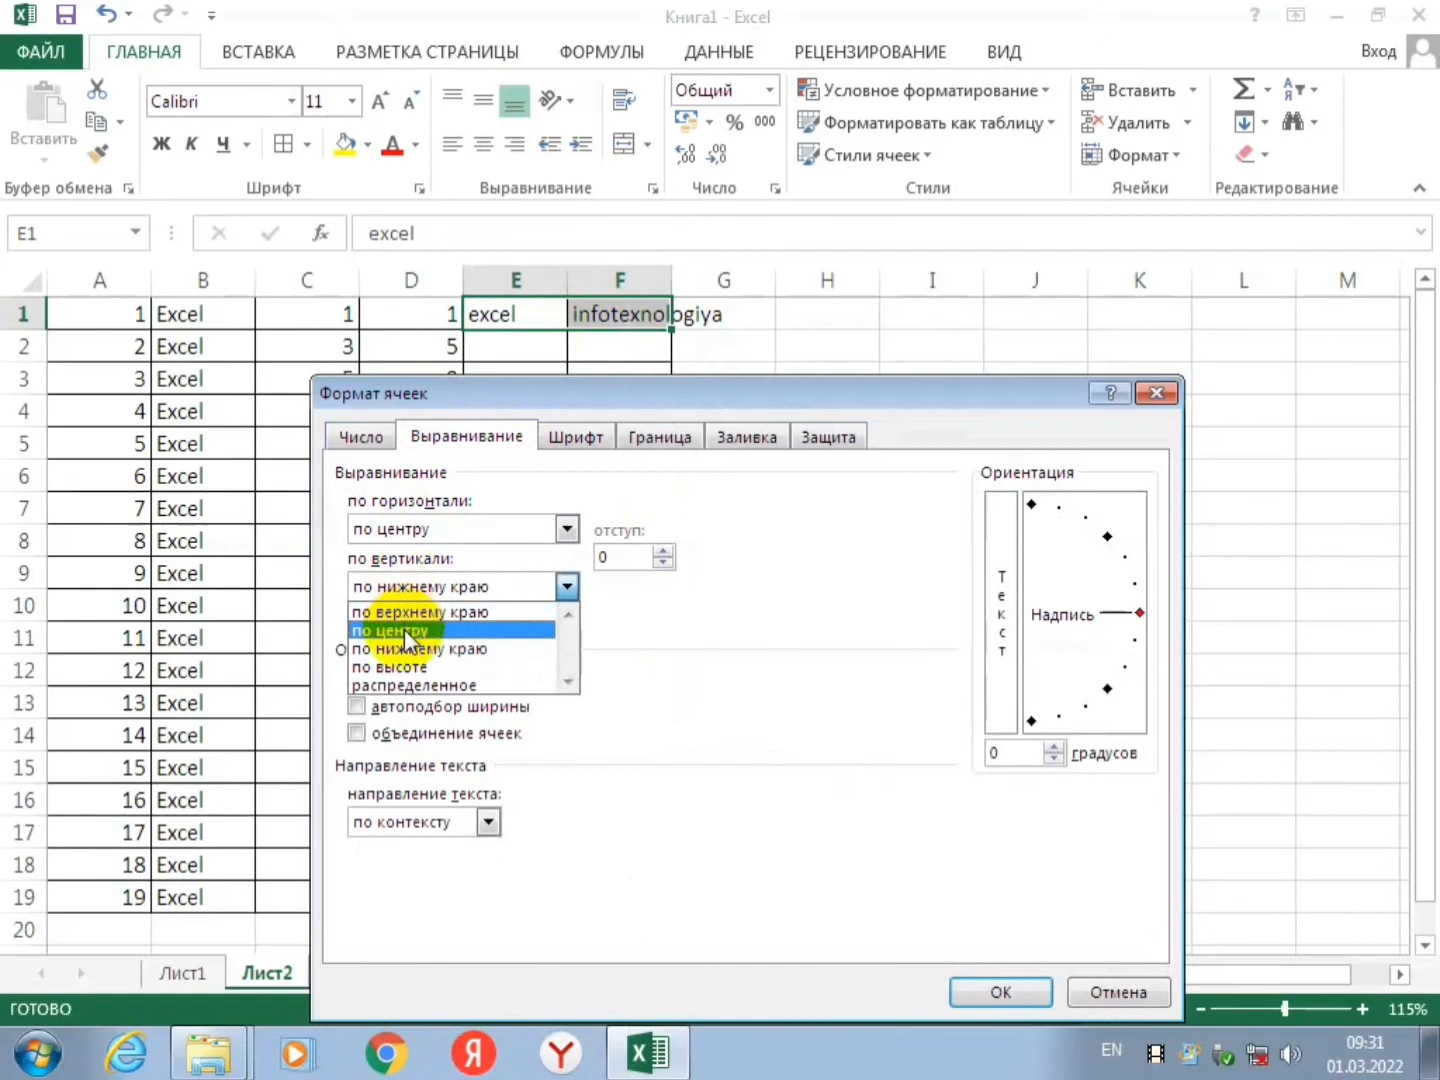 Книга1 - Excel
ФАЙЛ ГЛАВНАЯ ВСТАВКА РАЗМЕТКА СТРАНИЦЫ ФОРМУЛЫ ДАННЫЕ РЕЦЕНЗИРОВАНИЕ ВИД Вход
Вставить
Calibri 11
Ж К Ч
Общий
% 000
Условное форматирование
Форматировать как таблицу
Стили ячеек
Вставить
Удалить
Формат
Буфер обмена Шрифт Выравнивание Число Стили Ячейки Редактирование
E1 fx excel
A B C D E F G H I J K L M
1 1 Excel 1 1 excel infotexnologiya
2 2 Excel 3 5
3 3 Excel
4 4 Excel
5 5 Excel
6 6 Excel
7 7 Excel
8 8 Excel
9 9 Excel
10 10 Excel
11 11 Excel
12 12 Excel
13 13 Excel
14 14 Excel
15 15 Excel
16 16 Excel
17 17 Excel
18 18 Excel
19 19 Excel
20
Формат ячеек
Число Выравнивание Шрифт Граница Заливка Защита
Выравнивание
по горизонтали:
по центру
отступ:
0
по вертикали:
по нижнему краю
по верхнему краю
по центру
по нижнему краю
по высоте
распределенное
автоподбор ширины
объединение ячеек
Направление текста
направление текста:
по контексту
Ориентация
Текст
Надпись
0 градусов
ОК Отмена
Лист1 Лист2
ГОТОВО 115%
EN
09:31
01.03.2022